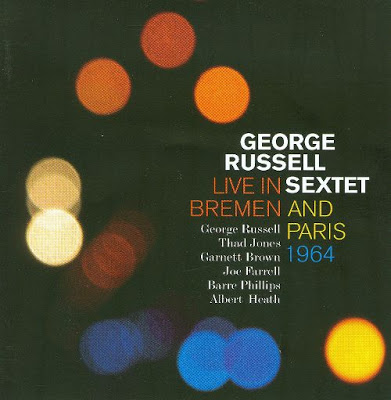 GEORGE
RUSSELL
LIVE IN SEXTET
BREMEN AND
PARIS
1964
George Russell
Thad Jones
Garnett Brown
Joe Farrell
Barre Phillips
Albert Heath